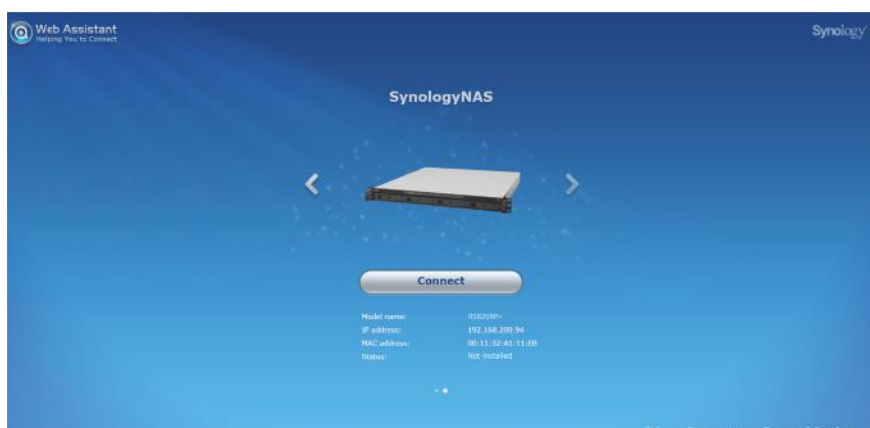 Web Assistant
Helping You to Connect
Synology
SynologyNAS
Connect
Model name: RS820RP+
IP address: 192.168.200.94
MAC address: 00:11:32:A1:11:EB
Status: Not installed